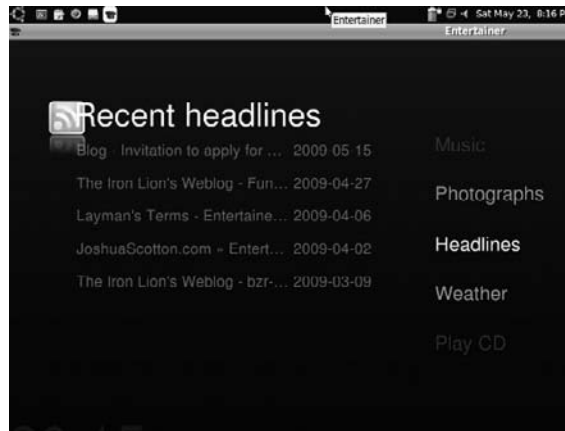 Sat May 23, 8:16 P
Entertainer
Entertainer
Recent headlines
Blog - Invitation to apply for ... 2009-05-15
The Iron Lion's Weblog - Fun... 2009-04-27
Layman's Terms - Entertaine... 2009-04-06
JoshuaScotton.com » Entert... 2009-04-02
The Iron Lion's Weblog - bzr-... 2009-03-09
Music
Photographs
Headlines
Weather
Play CD